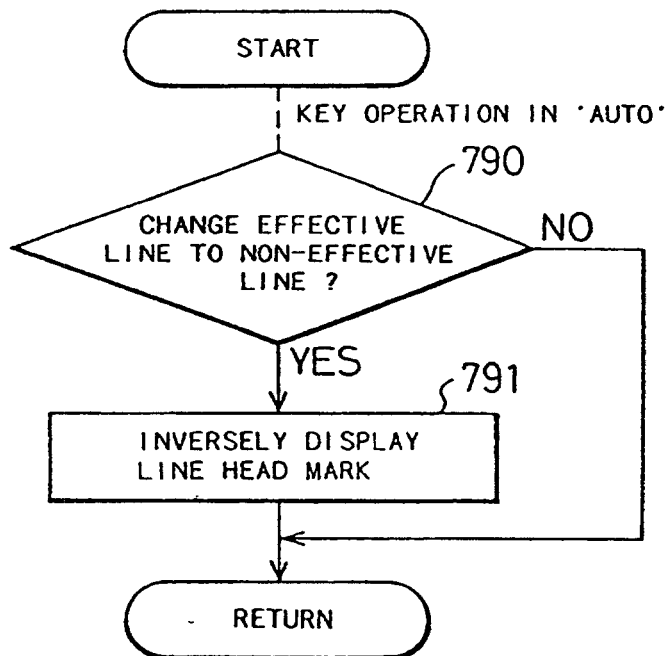 START
KEY OPERATION IN 'AUTO'
790
CHANGE EFFECTIVE
LINE TO NON-EFFECTIVE
LINE ?
NO
YES
791
INVERSELY DISPLAY
LINE HEAD MARK
RETURN